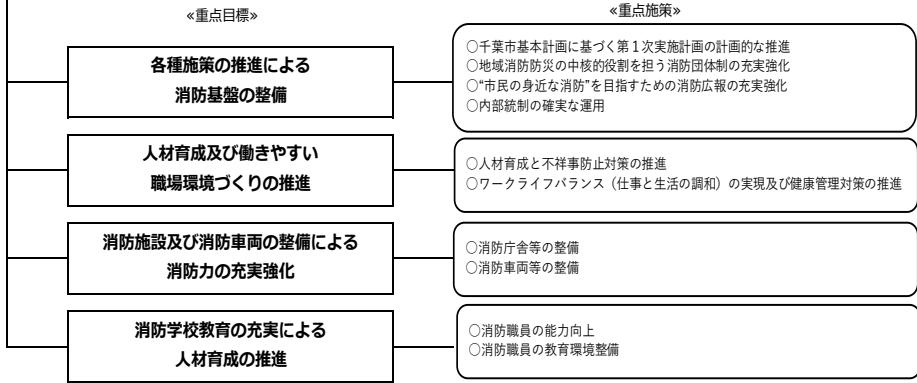 ≪重点目標≫
≪重点施策≫
各種施策の推進による
消防基盤の整備
○千葉市基本計画に基づく第１次実施計画の計画的な推進
○地域消防防災の中核的役割を担う消防団体制の充実強化
○“市民の身近な消防”を目指すための消防広報の充実強化
○内部統制の確実な運用
人材育成及び働きやすい
職場環境づくりの推進
○人材育成と不祥事防止対策の推進
○ワークライフバランス（仕事と生活の調和）の実現及び健康管理対策の推進
消防施設及び消防車両の整備による
消防力の充実強化
○消防庁舎等の整備
○消防車両等の整備
消防学校教育の充実による
人材育成の推進
○消防職員の能力向上
○消防職員の教育環境整備